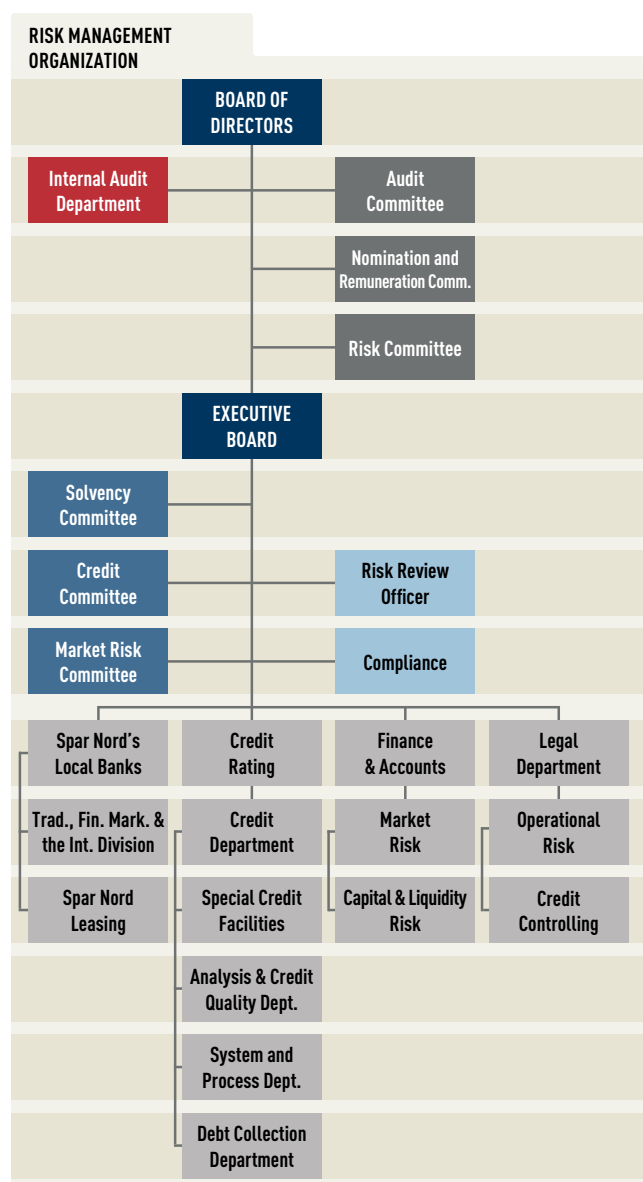 RISK MANAGEMENT
ORGANIZATION
BOARD OF
DIRECTORS
Internal Audit
Department
Audit
Committee
Nomination and
Remuneration Comm.
Risk Committee
EXECUTIVE
BOARD
Solvency
Committee
Credit
Committee
Risk Review
Officer
Market Risk
Committee
Compliance
Spar Nord's
Local Banks
Credit
Rating
Finance
& Accounts
Legal
Department
Trad., Fin. Mark. &
the Int. Division
Credit
Department
Market
Risk
Operational
Risk
Spar Nord
Leasing
Special Credit
Facilities
Capital & Liquidity
Risk
Credit
Controlling
Analysis & Credit
Quality Dept.
System and
Process Dept.
Debt Collection
Department